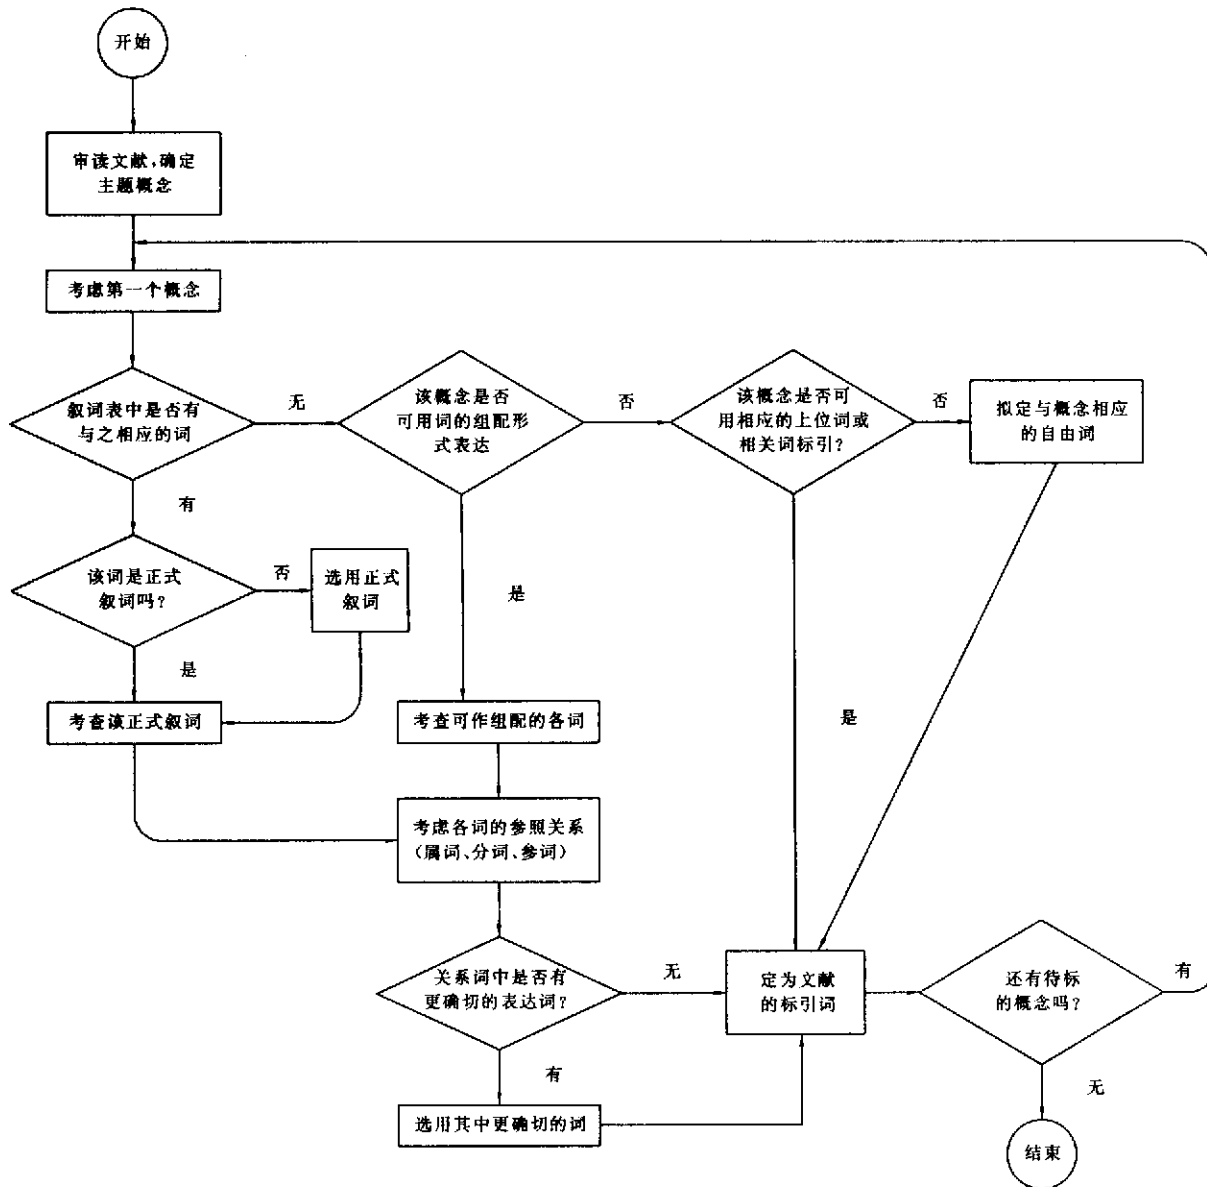 开始
审读文献,确定
主题概念
考虑第一个概念
叙词表中是否有
与之相应的词
无
该概念是否
可用词的组配形
式表达
否
该概念是否可
用相应的上位词或
相关词标引?
否
拟定与概念相应
的自由词
有
该词是正式
叙词吗?
否
选用正式
叙词
是
是
考查该正式叙词
考查可作组配的各词
是
考虑各词的参照关系
(属词、分词、参词)
关系词中是否有
更确切的表达词?
无
定为文献
的标引词
还有待标
的概念吗?
有
有
选用其中更确切的词
无
结束